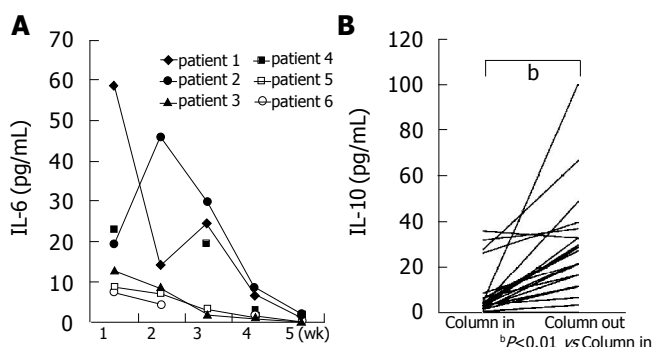 A
70
60
50
40
30
20
10
0
IL-6 (pg/mL)
patient 1
patient 2
patient 3
patient 4
patient 5
patient 6
1 2 3 4 5 (wk)
B
120
100
80
60
40
20
0
IL-10 (pg/mL)
b
Column in Column out
bP<0.01 vs Column in